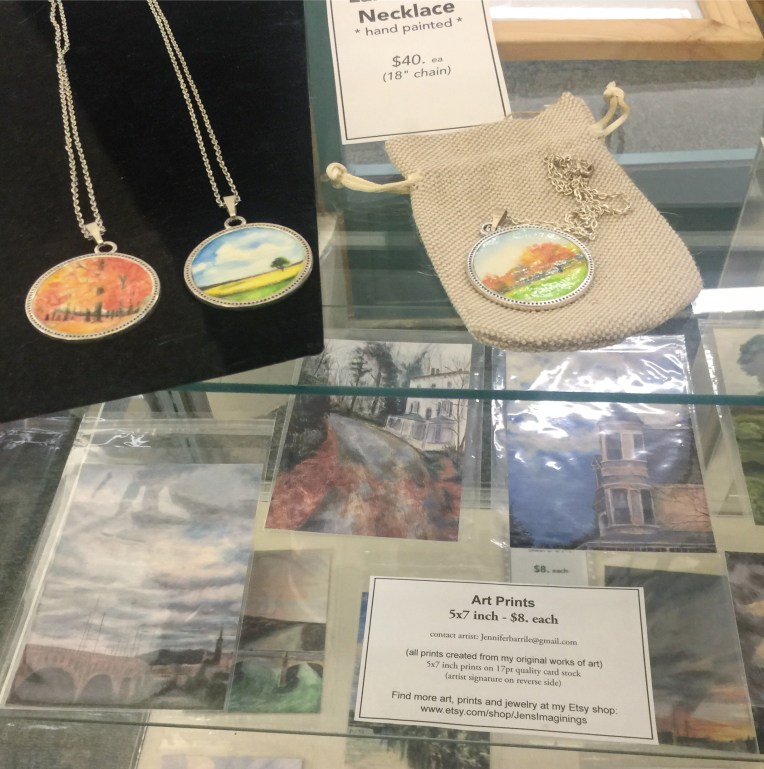 Necklace
* hand painted *
$40. ea
(18" chain)
$8. each
Art Prints
5x7 inch - $8. each
contact artist: Jenniferbarrile@gmail.com
(all prints created from my original works of art)
5x7 inch prints on 17pt quality card stock
(artist signature on reverse side)
Find more art, prints and jewelry at my Etsy shop:
www.etsy.com/shop/JensImaginings